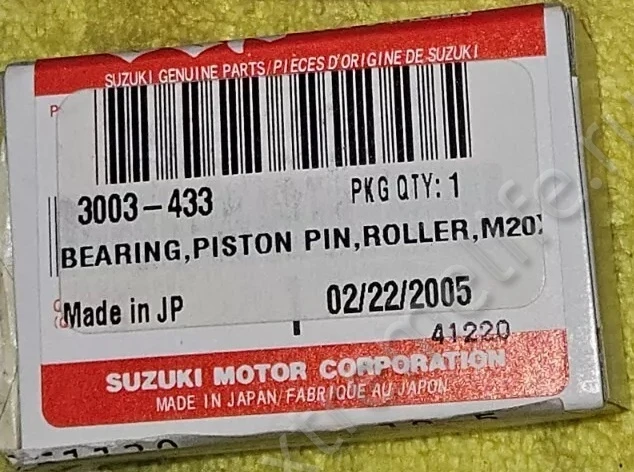 SUZUKI GENUINE PARTS/PIÈCES D'ORIGINE DE SUZUKI
P
3003-433 PKG QTY: 1
BEARING,PISTON PIN,ROLLER,M20X
Made in JP 02/22/2005
41220
SUZUKI MOTOR CORPORATION
MADE IN JAPAN/FABRIQUÉ AU JAPON